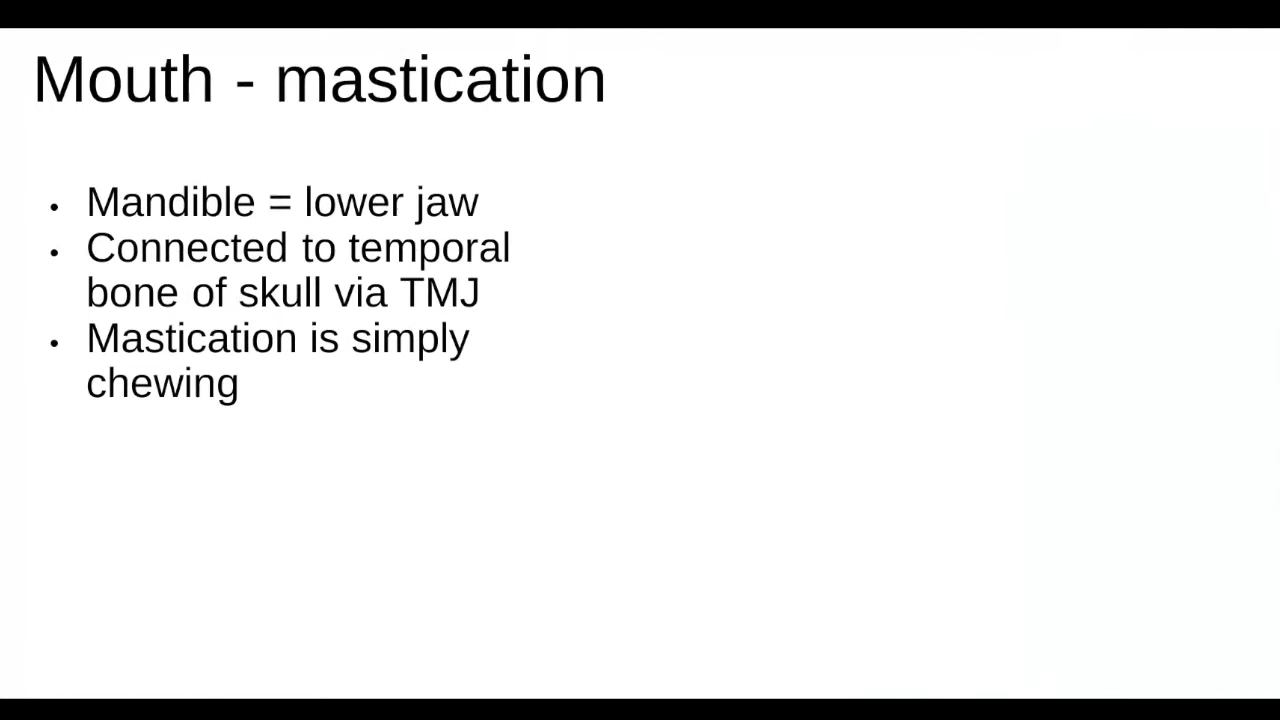 Mouth - mastication
• Mandible = lower jaw
• Connected to temporal
bone of skull via TMJ
• Mastication is simply
chewing